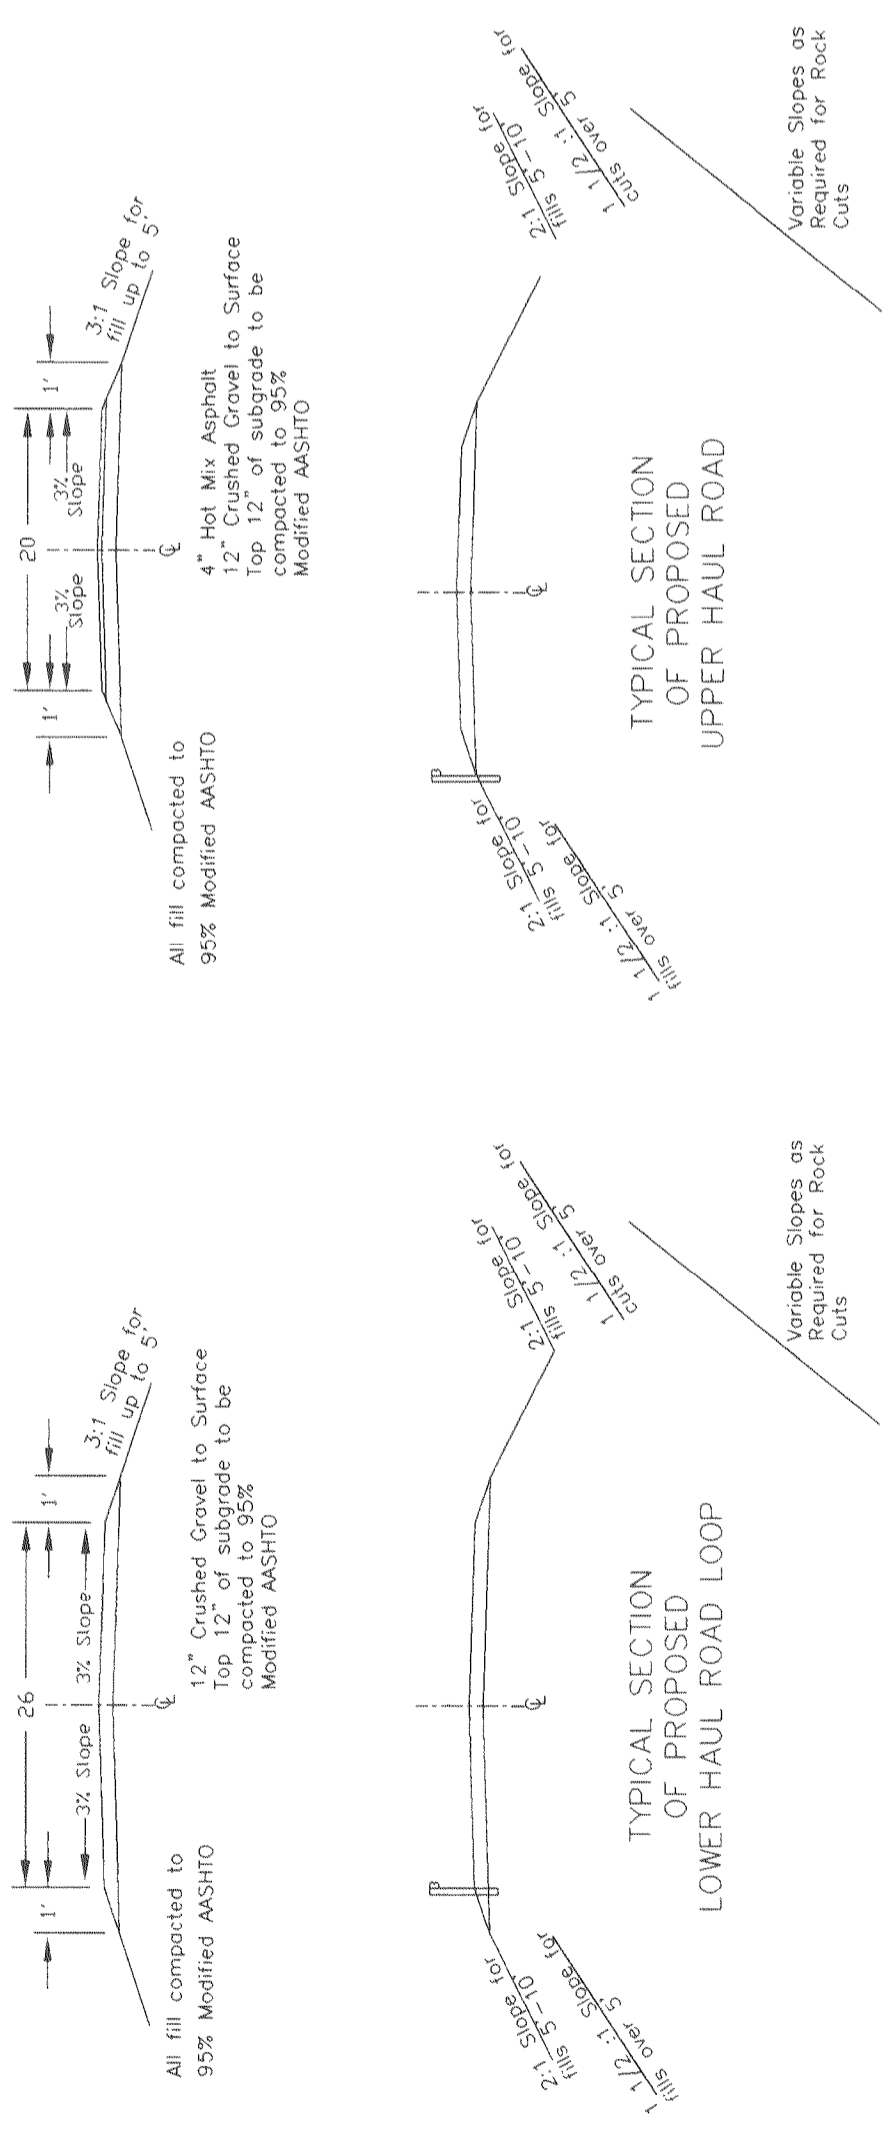 1'
26
1'
3% Slope
3% Slope
3:1 Slope for
fill up to 5'
℄
All fill compacted to
95% Modified AASHTO
12" Crushed Gravel to Surface
Top 12" of subgrade to be
compacted to 95%
Modified AASHTO
2:1 Slope for
fills 5'-10'
1 1/2 :1 Slope for
fills over 5'
℄
2:1 Slope for
fills 5'-10'
1 1/2 :1 Slope for
cuts over 5'
TYPICAL SECTION
OF PROPOSED
LOWER HAUL ROAD LOOP
Variable Slopes as
Required for Rock
Cuts
1'
20
1'
3%
Slope
3%
Slope
3:1 Slope for
fill up to 5'
℄
All fill compacted to
95% Modified AASHTO
4" Hot Mix Asphalt
12" Crushed Gravel to Surface
Top 12" of subgrade to be
compacted to 95%
Modified AASHTO
2:1 Slope for
fills 5'-10'
1 1/2 :1 Slope for
fills over 5'
℄
2:1 Slope for
fills 5'-10'
1 1/2 :1 Slope for
cuts over 5'
TYPICAL SECTION
OF PROPOSED
UPPER HAUL ROAD
Variable Slopes as
Required for Rock
Cuts